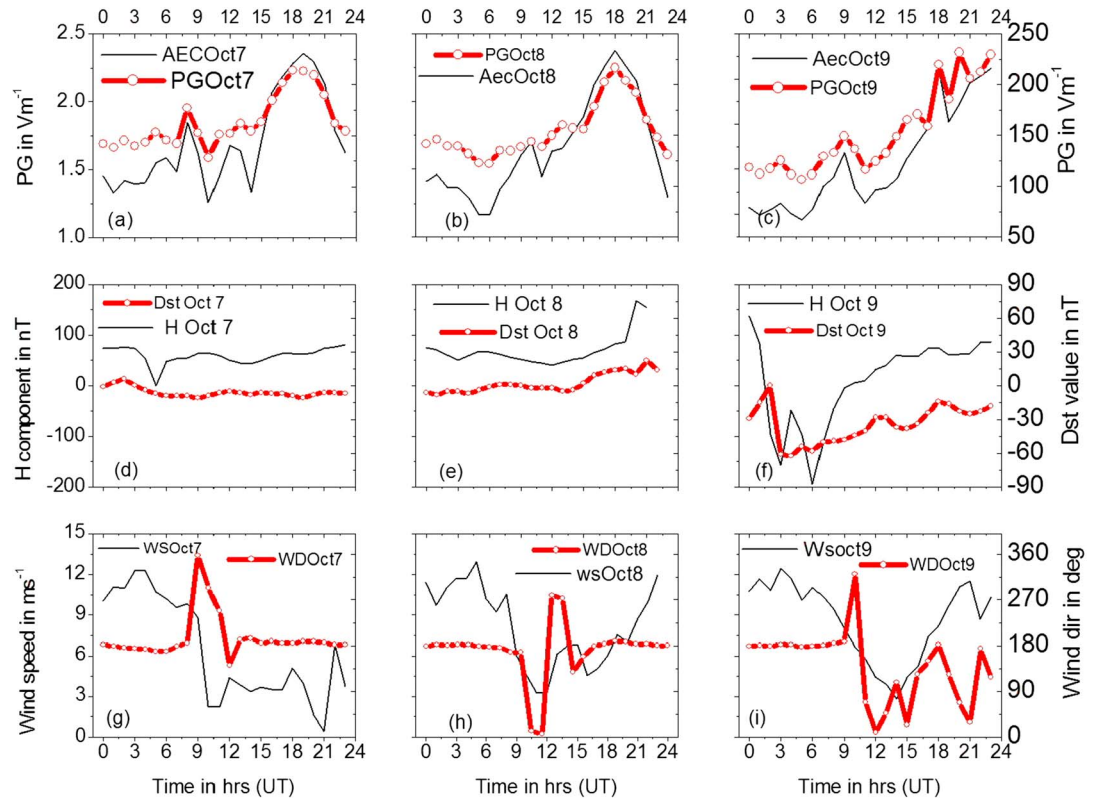 0 3 6 9 12 15 18 21 24
0 3 6 9 12 15 18 21 24
0 3 6 9 12 15 18 21 24
PG in Vm-1
2.5
2.0
1.5
1.0
AECOct7
PGOct7
(a)
PGOct8
AecOct8
(b)
AecOct9
PGOct9
(c)
250
200
150
100
50
PG in Vm-1
H component in nT
200
100
0
-100
-200
Dst Oct 7
H Oct 7
(d)
H Oct 8
Dst Oct 8
(e)
H Oct 9
Dst Oct 9
(f)
90
60
30
0
-30
-60
-90
Dst value in nT
Wind speed in ms-1
15
12
9
6
3
0
WSOct7
WDOct7
(g)
WDOct8
wsOct8
(h)
Wsoct9
WDOct9
(i)
360
270
180
90
0
Wind dir in deg
0 3 6 9 12 15 18 21 24
0 3 6 9 12 15 18 21 24
0 3 6 9 12 15 18 21 24
Time in hrs (UT)
Time in hrs (UT)
Time in hrs (UT)